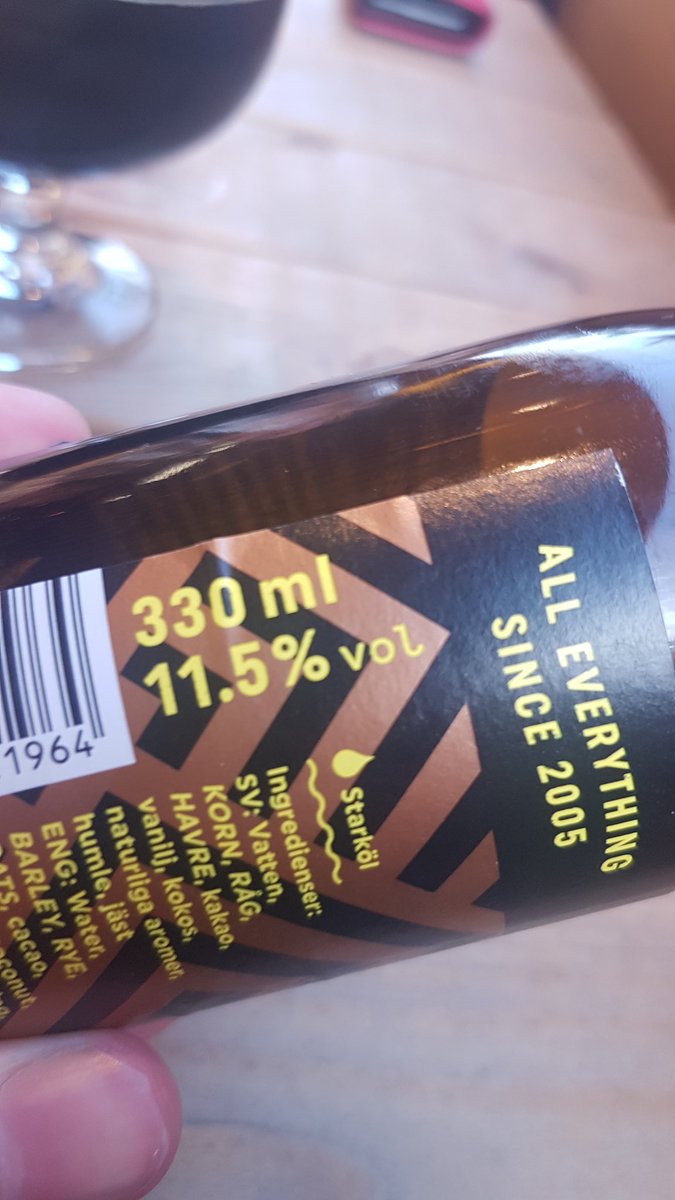 330 ml
11.5% vol
1964
ALL EVERYTHING
SINCE 2005
Starköl
Ingredienser:
SV: Vatten,
KORN, RÅG,
HAVRE, kakao,
vanilj, kokos,
naturliga aromer,
humle, jäst
ENG: Water,
BARLEY, RYE,
cacao,